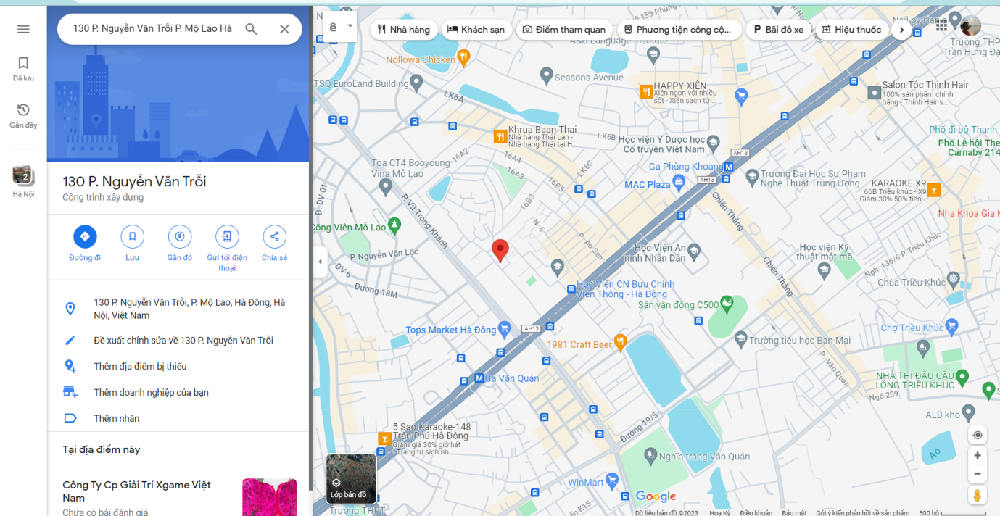 130 P. Nguyễn Văn Trỗi P. Mộ Lao Hà
Đã lưu
Gần đây
2
Hà Nội
130 P. Nguyễn Văn Trỗi
Công trình xây dựng
Đường đi
Lưu
Gần đó
Gửi tới điện
thoại
Chia sẻ
130 P. Nguyễn Văn Trỗi, P. Mộ Lao, Hà Đông, Hà
Nội, Việt Nam
Đề xuất chỉnh sửa về 130 P. Nguyễn Văn Trỗi
Thêm địa điểm bị thiếu
Thêm doanh nghiệp của bạn
Thêm nhãn
Tại địa điểm này
Công Ty Cp Giải Trí Xgame Việt
Nam
Chưa có bài đánh giá
ê
Nhà hàng
Khách sạn
Điểm tham quan
Phương tiện công cộ...
P Bãi đỗ xe
Hiệu thuốc
159 Phùng
Nail by Hanie
Trường THP
Trần Hưng Đạ
A&U Language Institute
Nollowa Chicken
TSQ EuroLand Building
Seasons Avenue
LK6A
HAPPY XIÊN
Xiên ngon với nhiều
sốt - Xiên sạch từ ...
Salon Tóc Thịnh Hair
100% sản phẩm chính
hãng - Thịnh Hair s...
Khrua Baan Thai
Nhà hàng Thái Lan -
Nhà hàng Thái tại H...
LK6B
Học viện Y Dược học
Cổ truyền Việt Nam
Phố đi bộ Thanh
Phố Lễ hội The
Carnaby 214
16A2
16A4
16A3
LK6C
16B5
16B3
AH13
Tòa CT4 Booyoung
Vina Mỗ Lao
Ga Phùng Khoang
M
AH13
MAC Plaza
Trường Đại Học Sư Phạm
Nghệ Thuật Trung Ương
KARAOKE X9
66B Triều khúc - X9
- Giảm 30%-50% tiền...
Đ. DV 01
P. Vũ Trọng Khánh
Chiến Thắng
Nha Khoa Gia K
Công Viên Mỗ Lao
N-6
P. Ao Sen
Học Viện An
ninh Nhân Dân
Học viện Kỹ
thuật mật mã
Ngh. 136/6 P. Triều Khúc
P. Nguyễn Văn Lộc
DV 6
Đường 18M
Chiến Thắng
Chùa Triều Khúc
Học Viện CN Bưu Chính
Viễn Thông - Hà Đông
Sân vận động C500
Tops Market Hà Đông
AH13
Chợ Triều Khúc
1981 Craft Beer
Trường tiểu học Ban Mai
P. Văn Quán
M
Ga Văn Quán
NHÀ THI ĐẤU CẦU
LÔNG TRIỀU KHÚC
Ngõ 259
ALB kho
5 Sao Karaoke-148
Trần Phú Hà Đông
Giảm giá 30% giờ hát
Trang trí sinh nh...
Đường 19/5
Ao
Nghĩa trang Văn Quán
WinMart
Lớp bản đồ
Google
K15
Trường THPT
Dữ liệu bản đồ ©2023
Hoa Kỳ
Điều khoản
Bảo mật
Gửi ý kiến phản hồi về sản phẩm
500 bộ